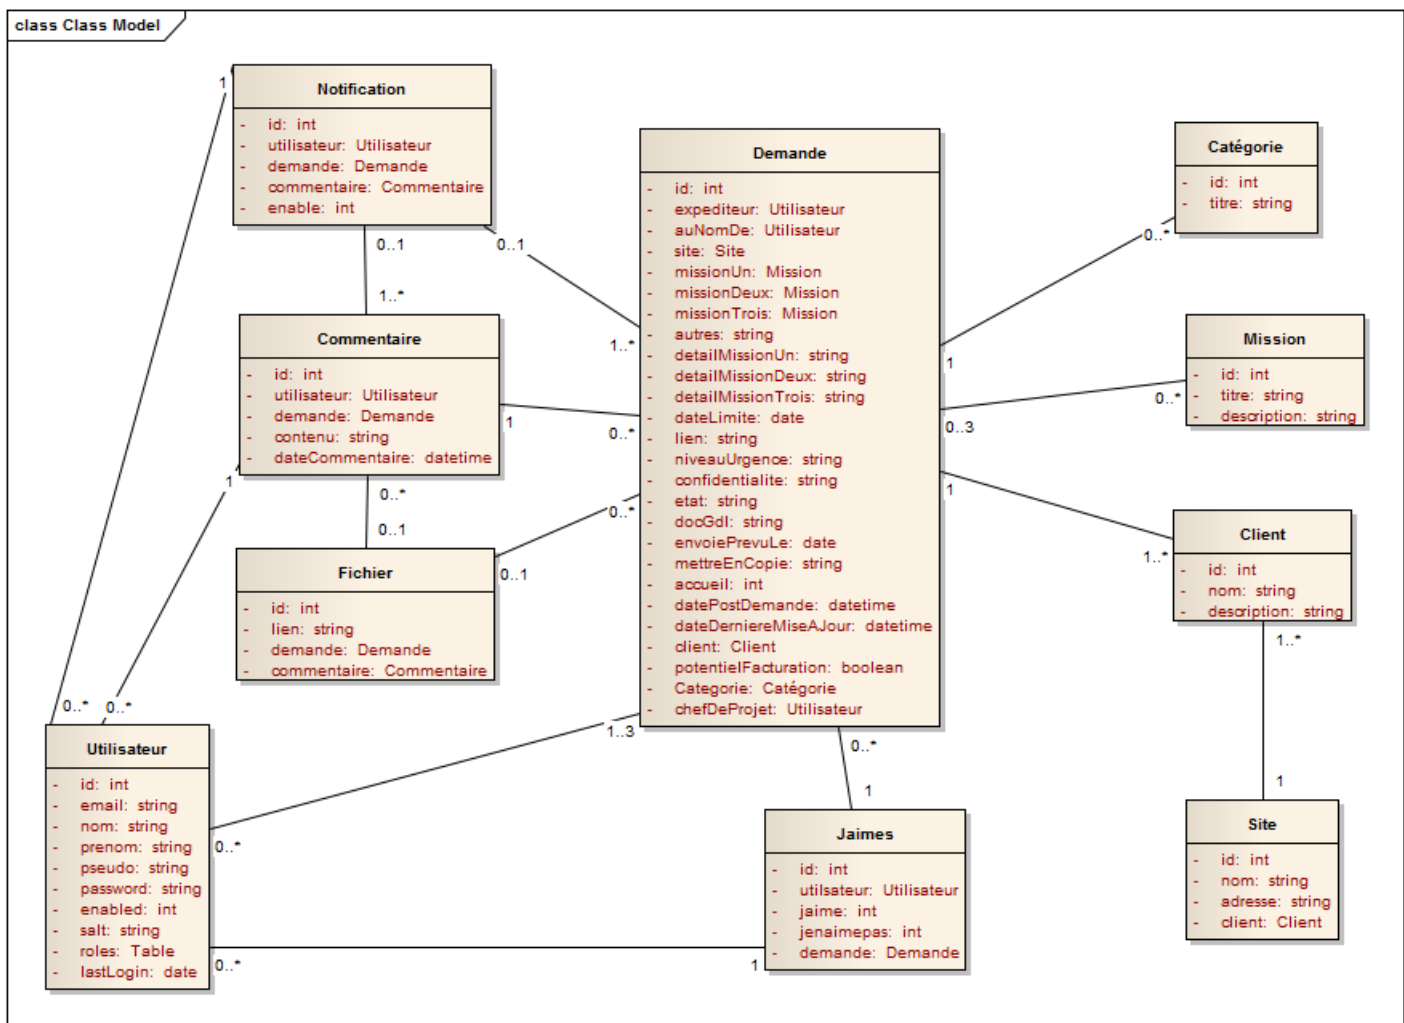 class Class Model
Notification
- id: int
- utilisateur: Utilisateur
- demande: Demande
- commentaire: Commentaire
- enable: int
1
0..1
0..1
1..*
1..*
Commentaire
- id: int
- utilisateur: Utilisateur
- demande: Demande
- contenu: string
- dateCommentaire: datetime
1
0..*
1
0..*
0..1
Fichier
- id: int
- lien: string
- demande: Demande
- commentaire: Commentaire
0..*
0..1
0..*
0..*
Utilisateur
- id: int
- email: string
- nom: string
- prenom: string
- pseudo: string
- password: string
- enabled: int
- salt: string
- roles: Table
- lastLogin: date
1..3
0..*
0..*
1
Demande
- id: int
- expediteur: Utilisateur
- auNomDe: Utilisateur
- site: Site
- missionUn: Mission
- missionDeux: Mission
- missionTrois: Mission
- autres: string
- detailMissionUn: string
- detailMissionDeux: string
- detailMissionTrois: string
- dateLimite: date
- lien: string
- niveauUrgence: string
- confidentialite: string
- etat: string
- docGdl: string
- envoiePrevuLe: date
- mettreEnCopie: string
- accueil: int
- datePostDemande: datetime
- dateDerniereMiseAJour: datetime
- client: Client
- potentielFacturation: boolean
- Categorie: Catégorie
- chefDeProjet: Utilisateur
0..*
1
Jaimes
- id: int
- utilsateur: Utilisateur
- jaime: int
- jenaimepas: int
- demande: Demande
Catégorie
- id: int
- titre: string
0..*
1
Mission
- id: int
- titre: string
- description: string
0..*
0..3
1
1..*
Client
- id: int
- nom: string
- description: string
1..*
1
Site
- id: int
- nom: string
- adresse: string
- client: Client